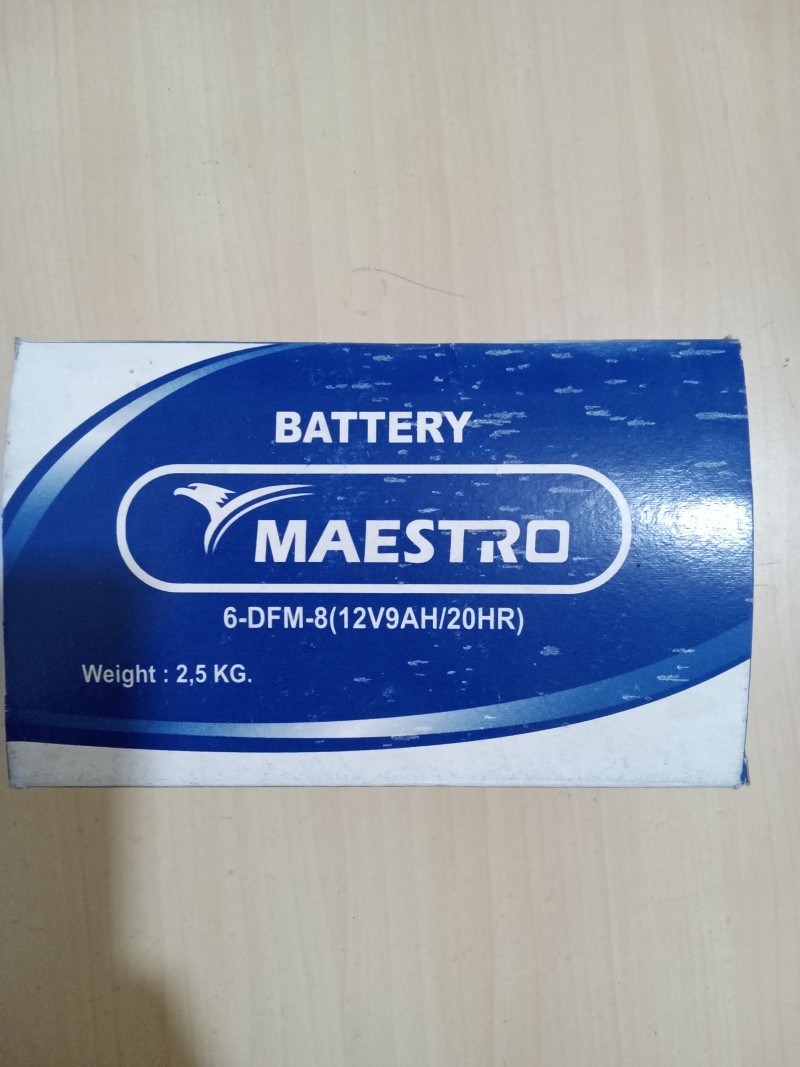 BATTERY
MAESTRO
6-DFM-8(12V9AH/20HR)
Weight : 2,5 KG.